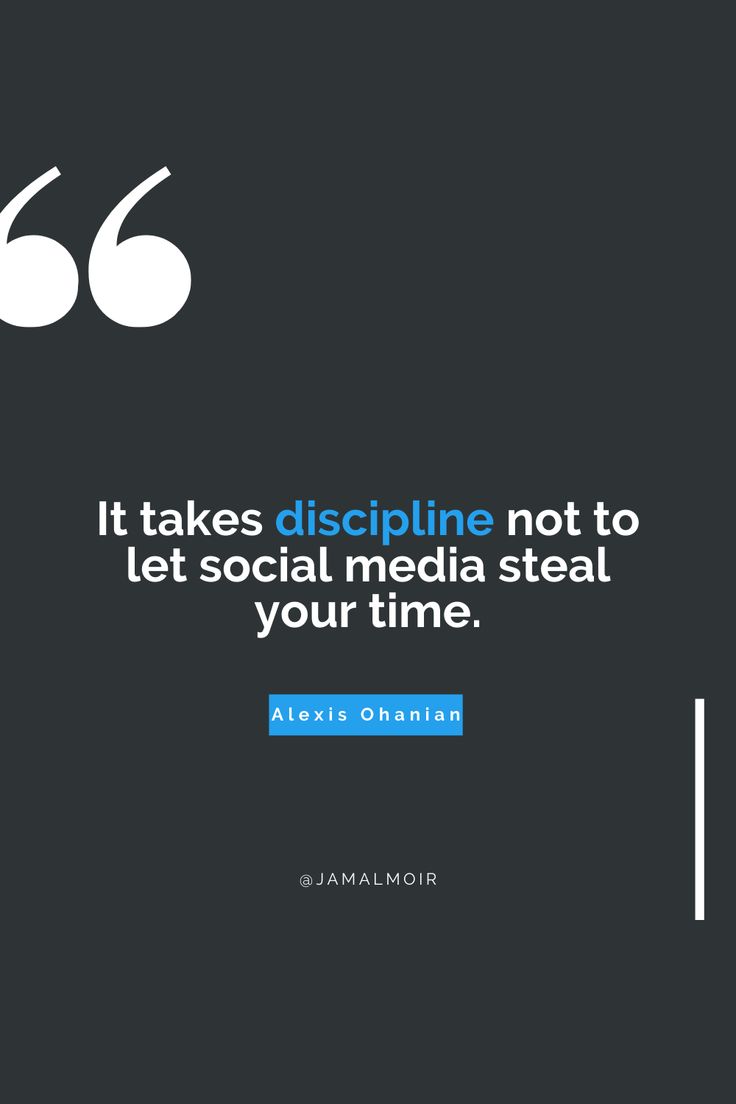 “
It takes discipline not to
let social media steal
your time.
Alexis Ohanian
@JAMALMOIR